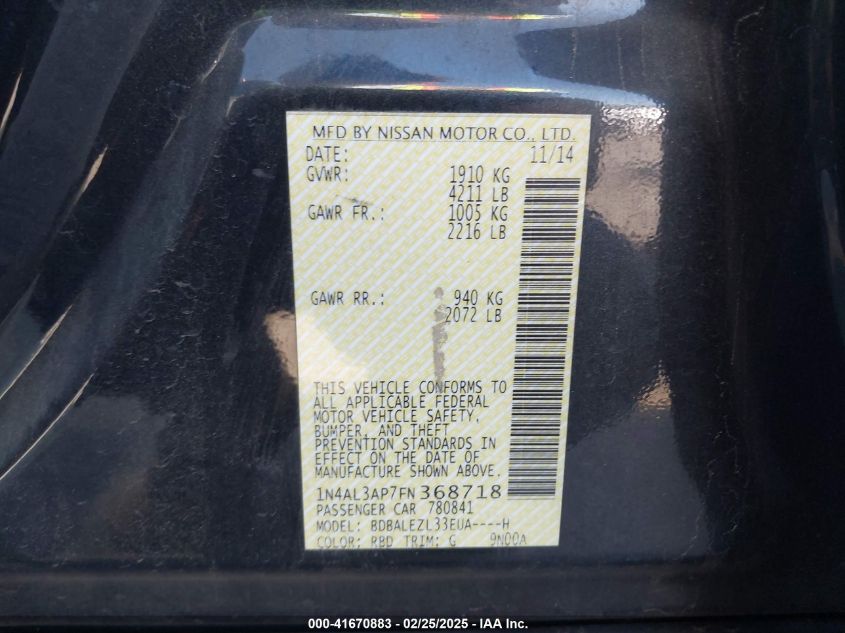 MFD BY NISSAN MOTOR CO., LTD.
DATE: 11/14
GVWR: 1910 KG
4211 LB
GAWR FR.: 1005 KG
2216 LB
GAWR RR.: 940 KG
2072 LB
THIS VEHICLE CONFORMS TO
ALL APPLICABLE FEDERAL
MOTOR VEHICLE SAFETY,
BUMPER, AND THEFT
PREVENTION STANDARDS IN
EFFECT ON THE DATE OF
MANUFACTURE SHOWN ABOVE.
1N4AL3AP7FN368718
PASSENGER CAR 780841
MODEL: BDBALEZL33EUA----H
COLOR: RBD TRIM: G 9N00A
000-41670883 - 02/25/2025 - IAA Inc.